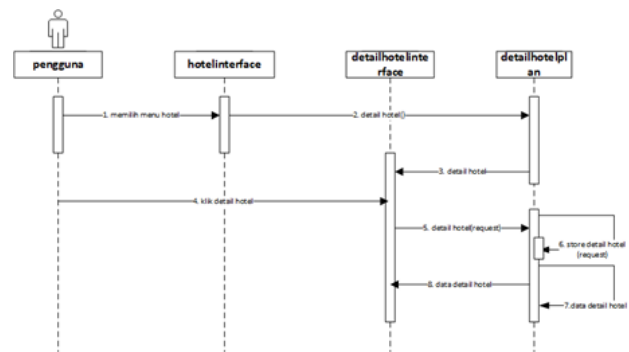 pengguna
hotelinterface
detailhotelinte
rface
detailhotelpl
an
1. memilih menu hotel
2. detail hotel()
3. detail hotel
4. klik detail hotel
5. detail hotel(request)
6. store detail hotel
(request)
8. data detail hotel
7.data detail hotel